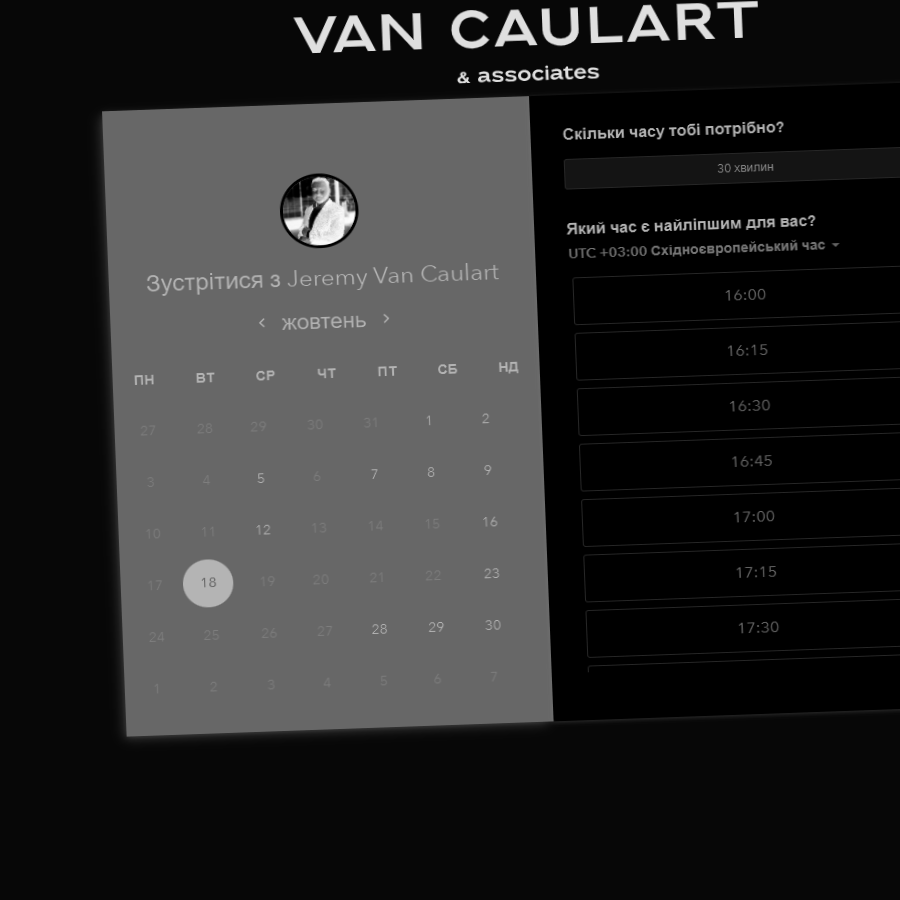 VAN CAULART
& associates
Зустрітися з Jeremy Van Caulart
жовтень
ПН ВТ СР ЧТ ПТ СБ НД
27 28 29 30 31 1 2
3 4 5 6 7 8 9
10 11 12 13 14 15 16
17 18 19 20 21 22 23
24 25 26 27 28 29 30
1 2 3 4 5 6 7
Скільки часу тобі потрібно?
30 хвилин
Який час є найліпшим для вас?
UTC +03:00 Східноєвропейський час
16:00
16:15
16:30
16:45
17:00
17:15
17:30